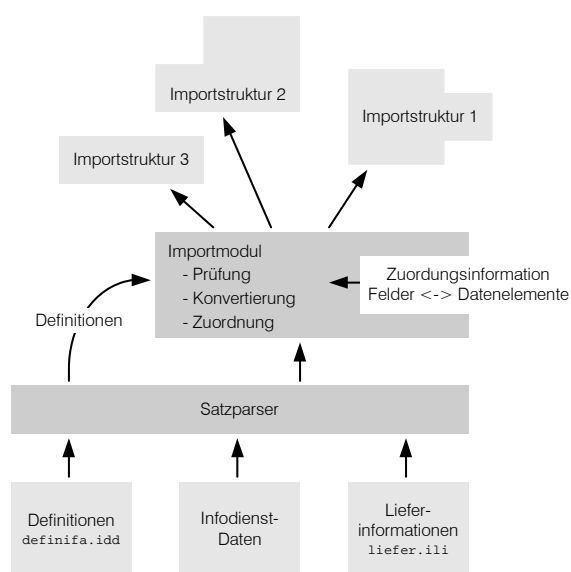 Importstruktur 2
Importstruktur 1
Importstruktur 3
Importmodul
- Prüfung
- Konvertierung
- Zuordnung
Zuordungsinformation
Felder <-> Datenelemente
Definitionen
Satzparser
Definitionen
definifa.idd
Infodienst-
Daten
Liefer-
informationen
liefer.ili